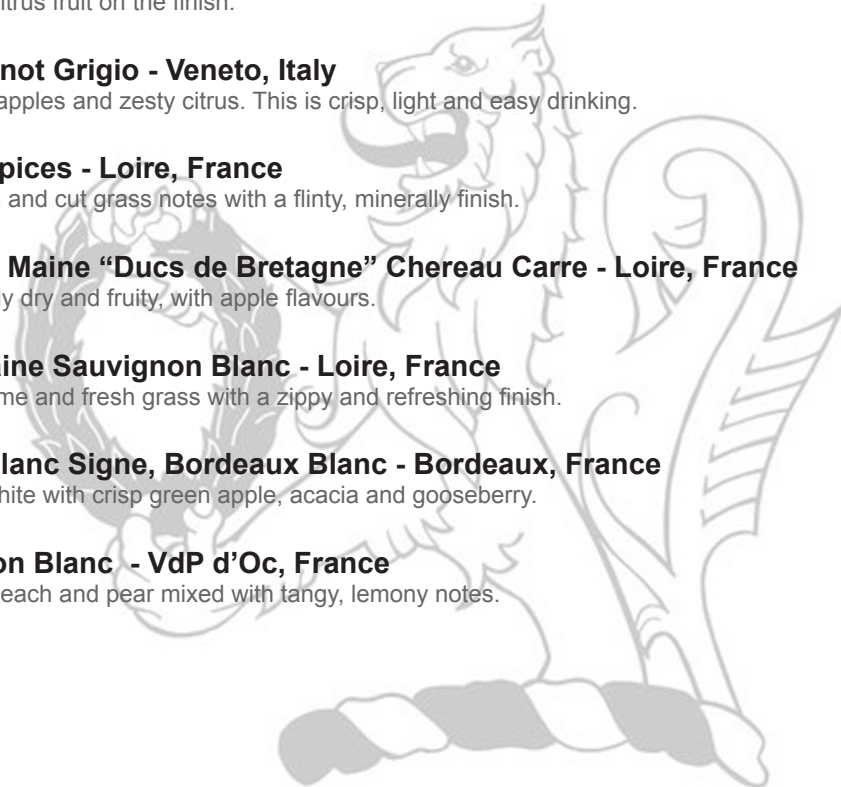 citrus fruit on the finish.
not Grigio - Veneto, Italy
apples and zesty citrus. This is crisp, light and easy drinking.
pices - Loire, France
and cut grass notes with a flinty, minerally finish.
Maine “Ducs de Bretagne” Chereau Carre - Loire, France
ly dry and fruity, with apple flavours.
aine Sauvignon Blanc - Loire, France
me and fresh grass with a zippy and refreshing finish.
lanc Signe, Bordeaux Blanc - Bordeaux, France
hite with crisp green apple, acacia and gooseberry.
on Blanc - VdP d’Oc, France
each and pear mixed with tangy, lemony notes.